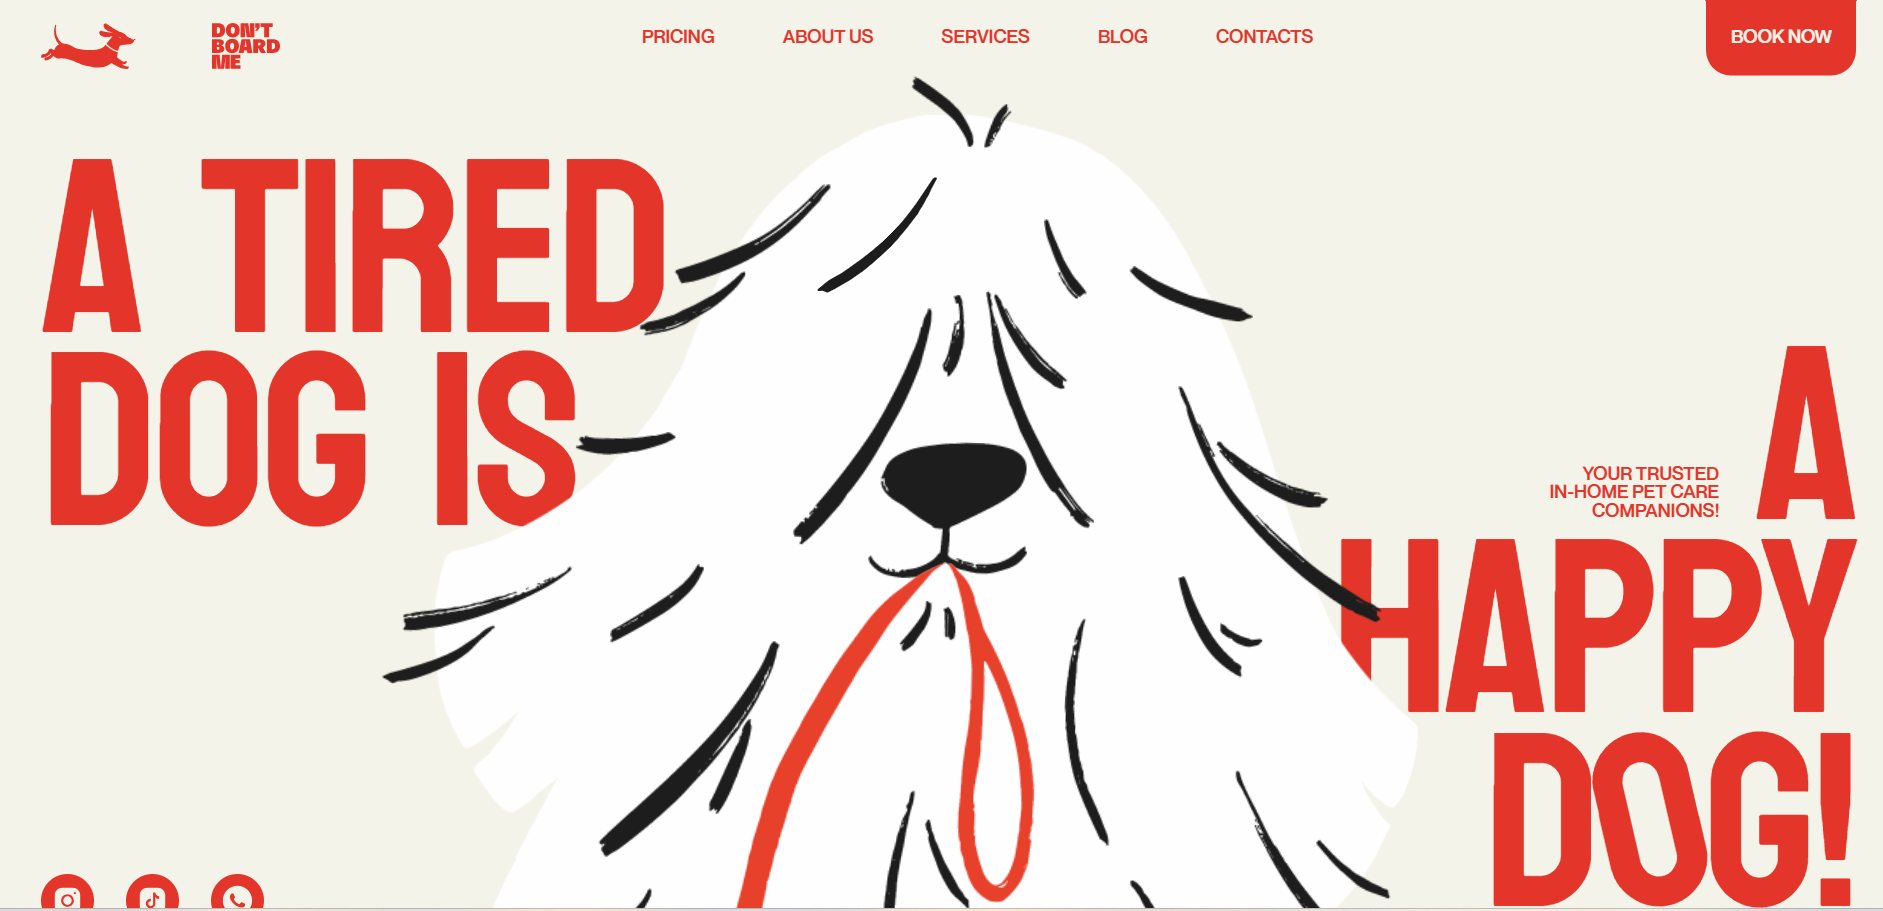 DON'T
BOARD
ME
PRICING
ABOUT US
SERVICES
BLOG
CONTACTS
BOOK NOW
A TIRED
DOG IS
YOUR TRUSTED
IN-HOME PET CARE
COMPANIONS!
A
HAPPY
DOG!